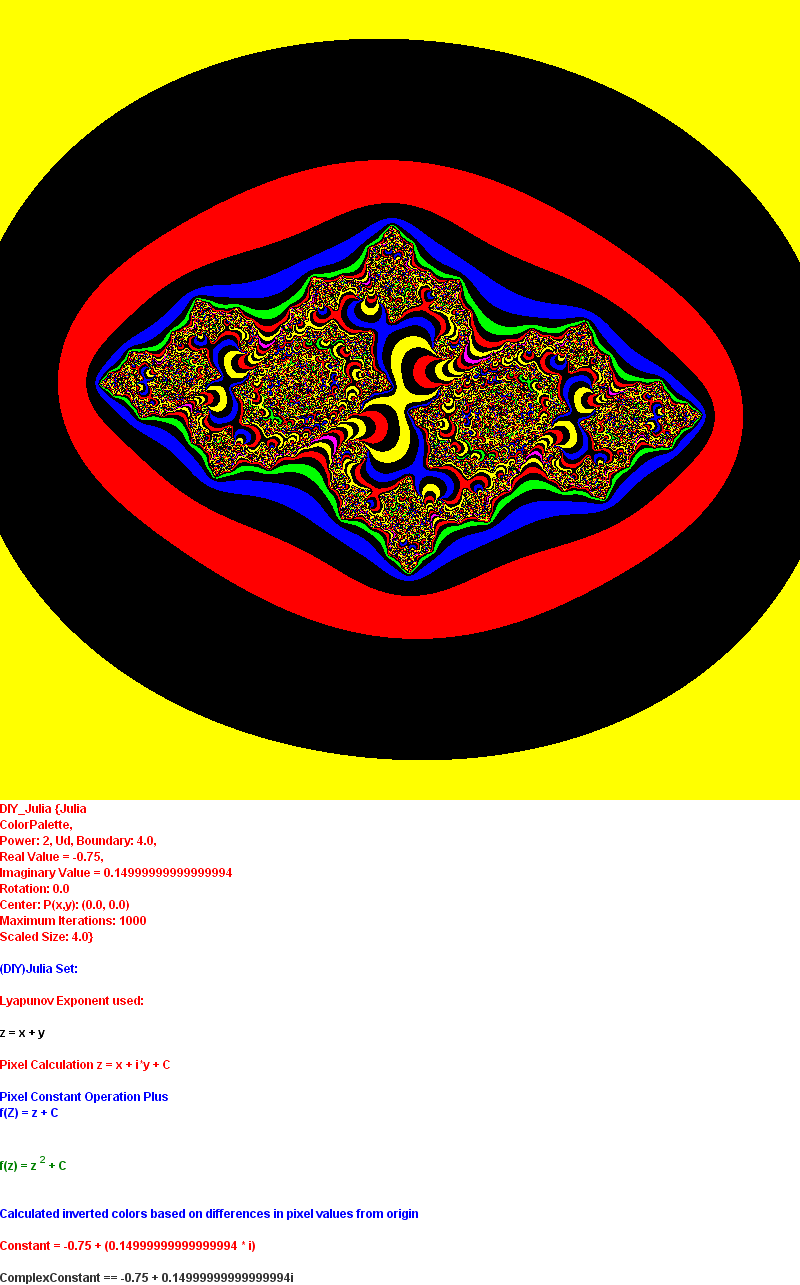 DIY_Julia {Julia
ColorPalette,
Power: 2, Ud, Boundary: 4.0,
Real Value = -0.75,
Imaginary Value = 0.14999999999999994
Rotation: 0.0
Center: P(x,y): (0.0, 0.0)
Maximum Iterations: 1000
Scaled Size: 4.0}
(DIY)Julia Set:
Lyapunov Exponent used:
z = x + y
Pixel Calculation z = x + i*y + C
Pixel Constant Operation Plus
f(Z) = z + C
f(z) = z 2 + C
Calculated inverted colors based on differences in pixel values from origin
Constant = -0.75 + (0.14999999999999994 * i)
ComplexConstant == -0.75 + 0.14999999999999994i